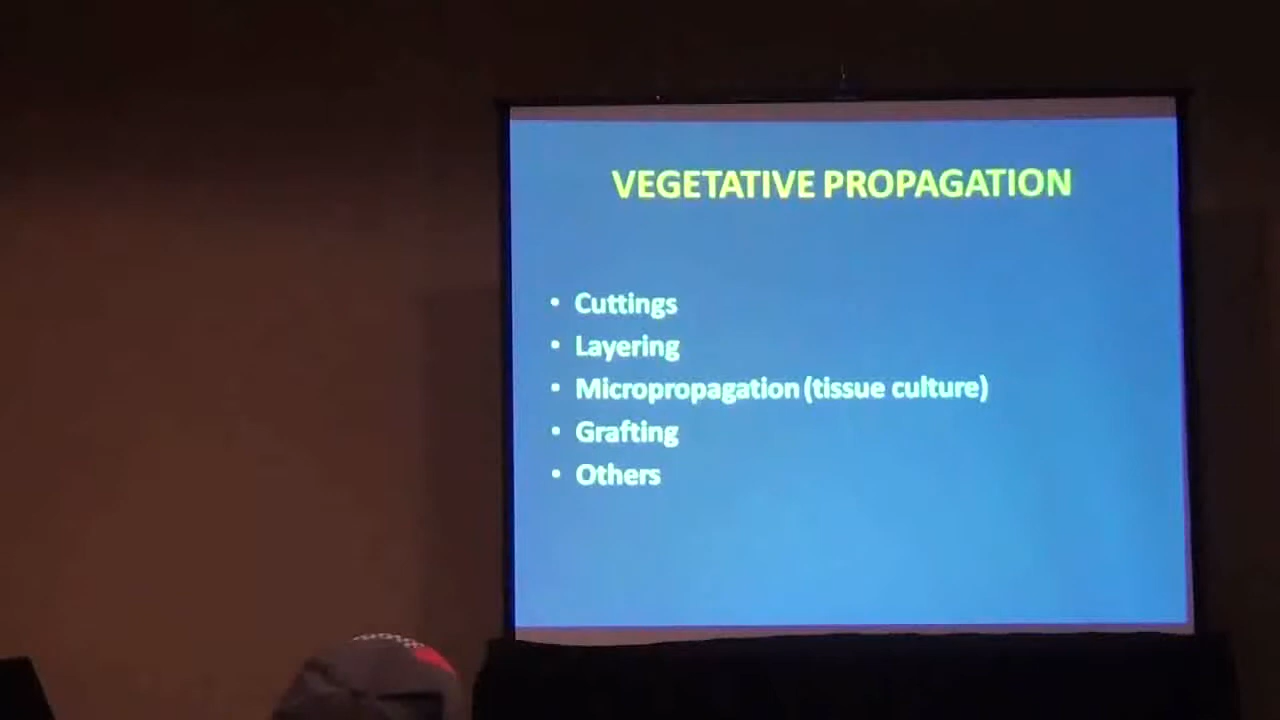 VEGETATIVE PROPAGATION
• Cuttings
• Layering
• Micropropagation (tissue culture)
• Grafting
• Others